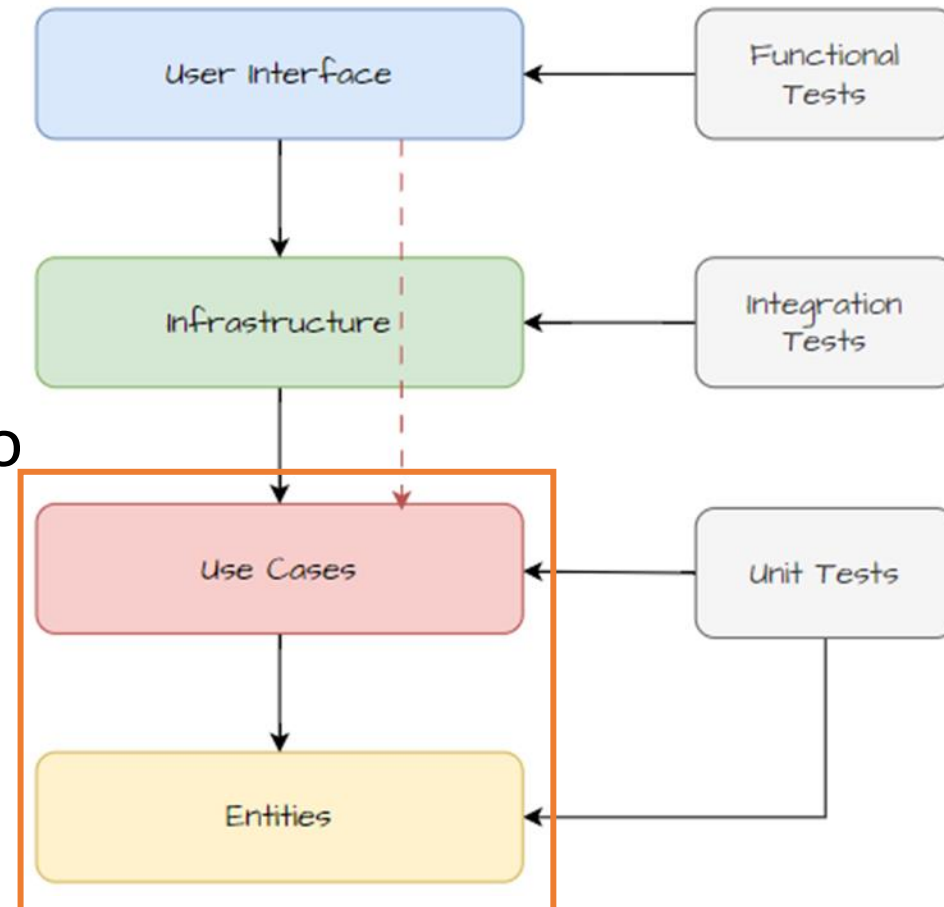 User Interface
Functional
Tests
Infrastructure
Integration
Tests
o
Use Cases
Unit Tests
Entities